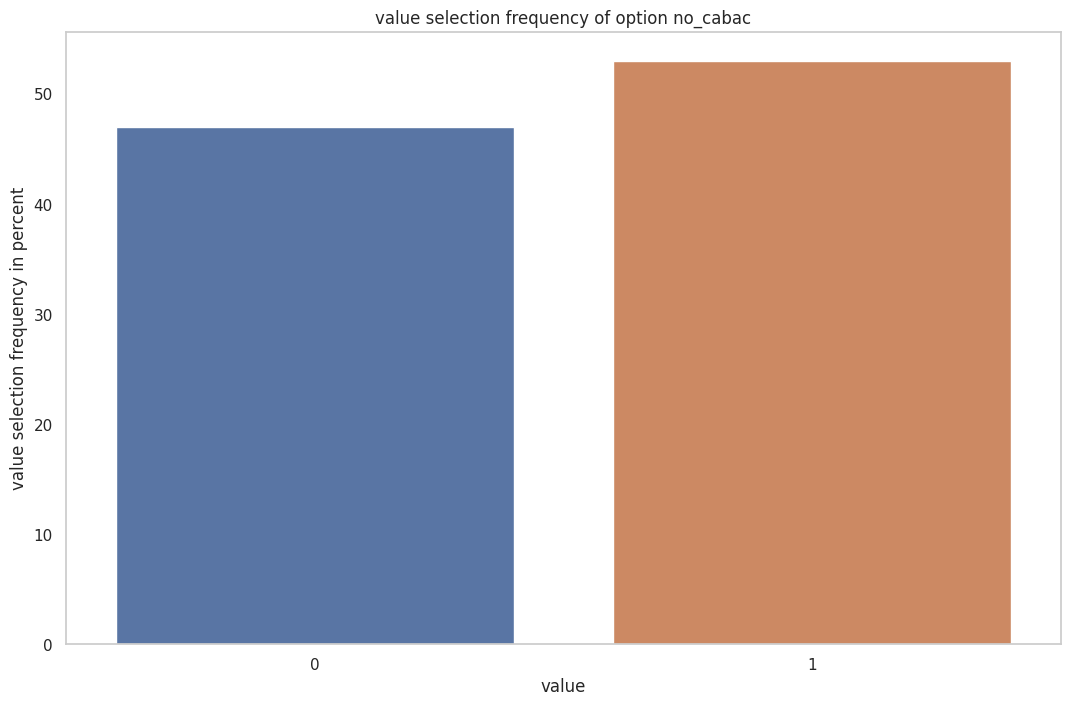 value selection frequency of option no_cabac
value selection frequency in percent
50
40
30
20
10
0
0 1
value